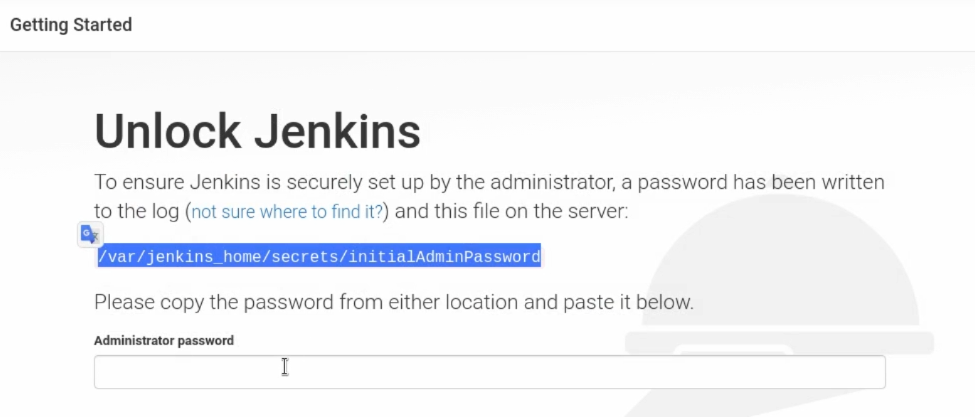 Getting Started
Unlock Jenkins
To ensure Jenkins is securely set up by the administrator, a password has been written
to the log (not sure where to find it?) and this file on the server:
/var/jenkins_home/secrets/initialAdminPassword
Please copy the password from either location and paste it below.
Administrator password